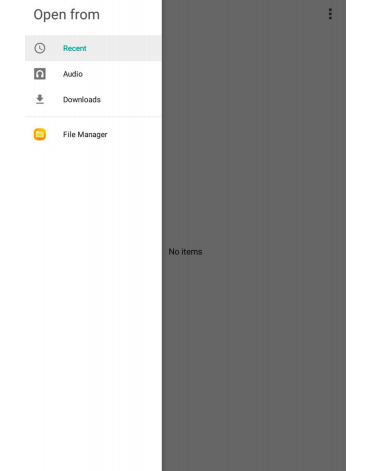 Open from
Recent
Audio
Downloads
File Manager
No items